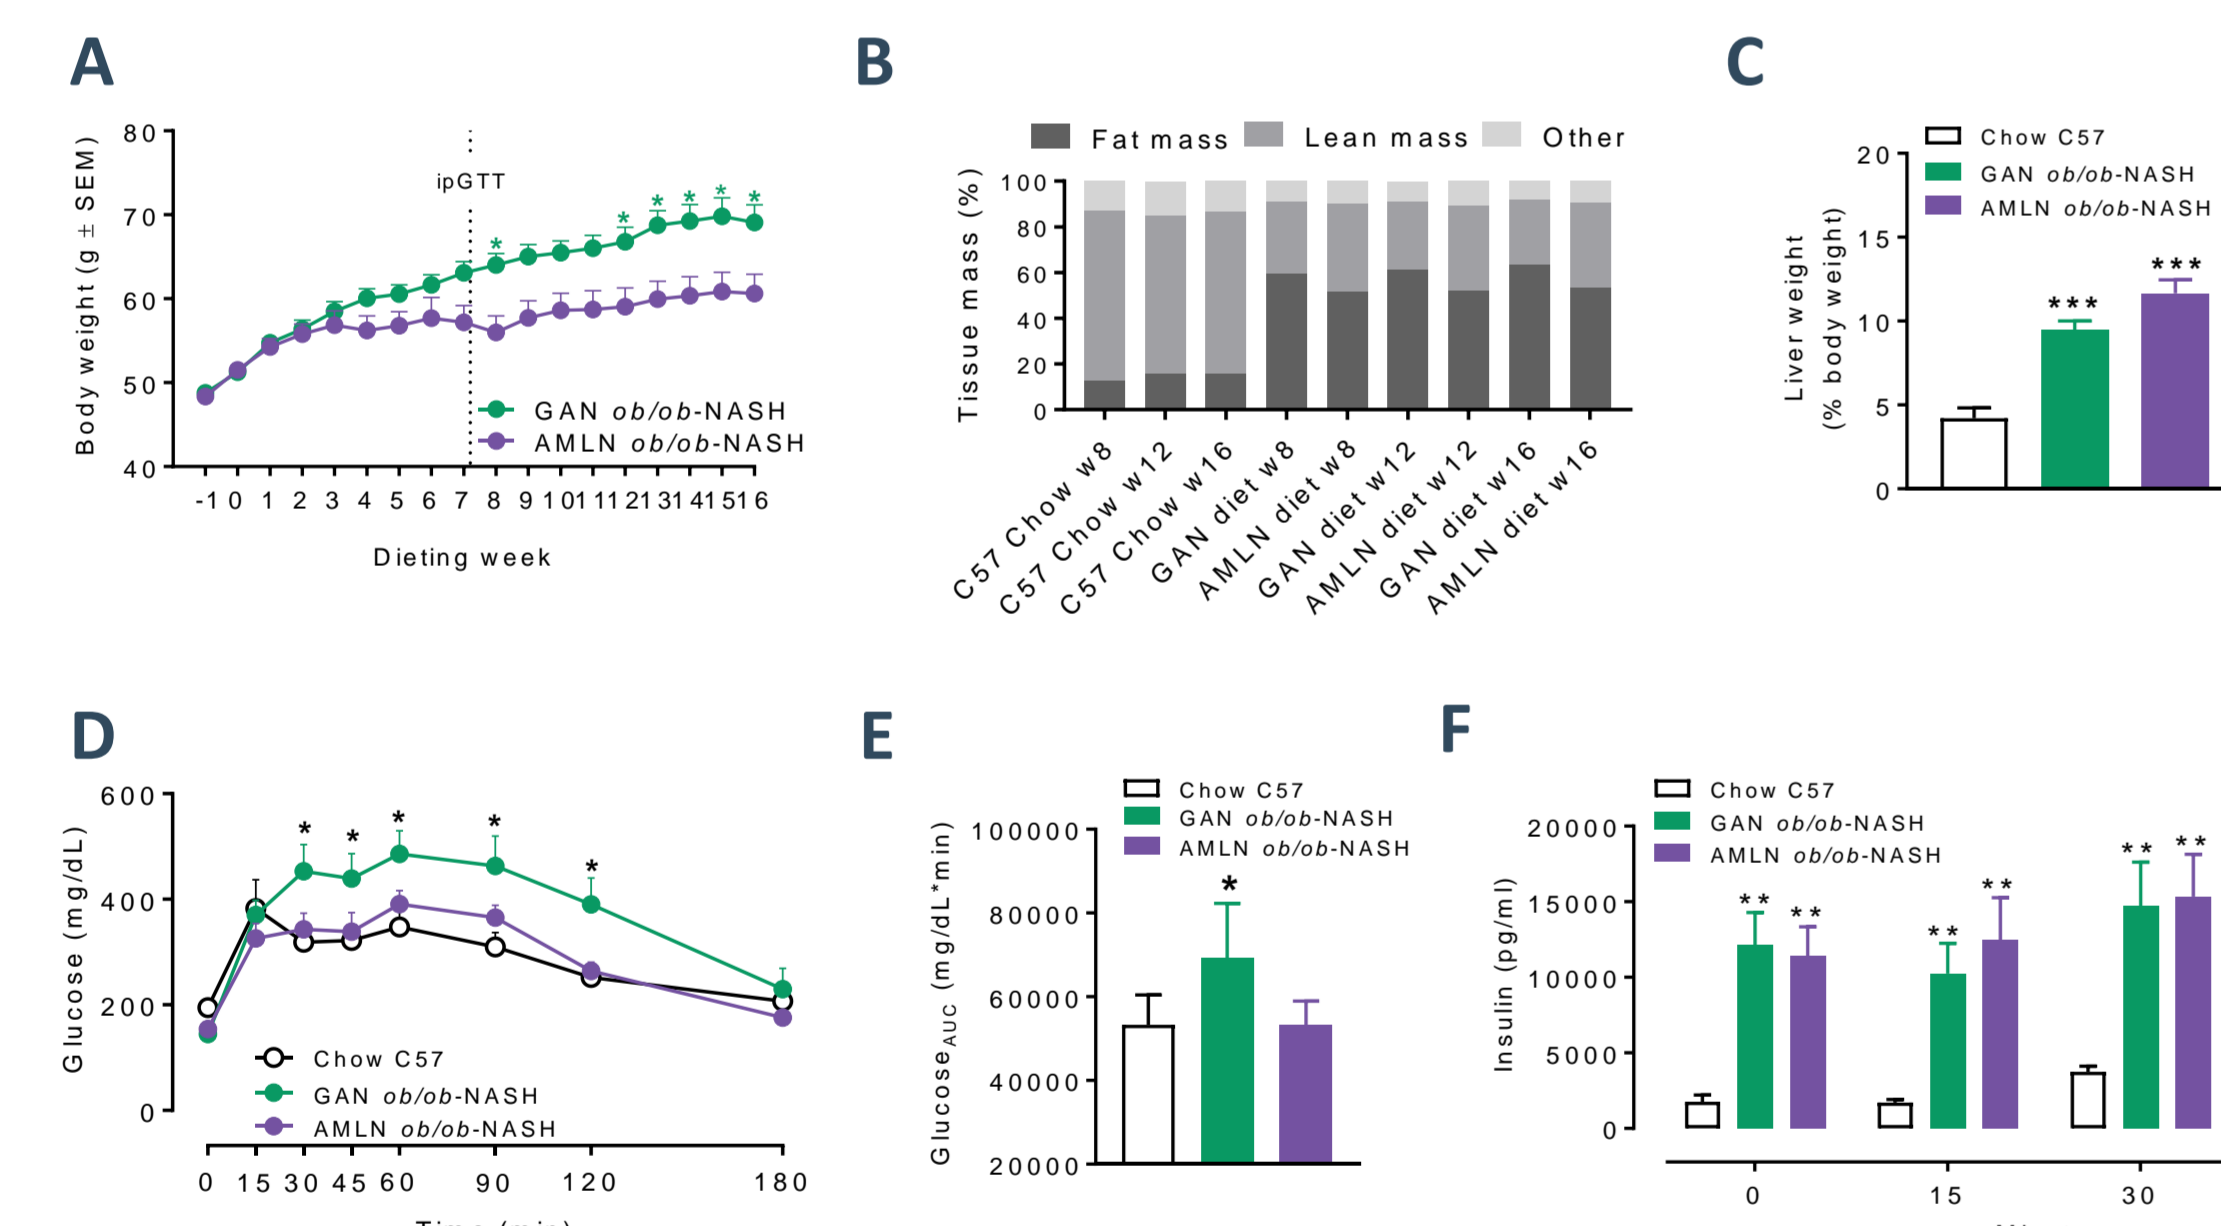 A
Body weight (g ± SEM)
80
70
60
50
40
ipGTT
*
*
*
*
*
*
GAN ob/ob-NASH
AMLN ob/ob-NASH
-1 0 1 2 3 4 5 6 7 8 9 10 11 12 13 14 15 16
Dieting week
B
Fat mass
Lean mass
Other
Tissue mass (%)
100
80
60
40
20
0
C57 Chow w8
C57 Chow w12
C57 Chow w16
GAN diet w8
AMLN diet w8
GAN diet w12
AMLN diet w12
GAN diet w16
AMLN diet w16
C
Chow C57
GAN ob/ob-NASH
AMLN ob/ob-NASH
Liver weight
(% body weight)
20
15
10
5
0
***
***
D
Glucose (mg/dL)
600
400
200
0
*
*
*
*
*
Chow C57
GAN ob/ob-NASH
AMLN ob/ob-NASH
0 15 30 45 60 90 120 180
Time (min)
E
Chow C57
GAN ob/ob-NASH
AMLN ob/ob-NASH
GlucoseAUC (mg/dL*min)
100000
80000
60000
40000
20000
*
F
Chow C57
GAN ob/ob-NASH
AMLN ob/ob-NASH
Insulin (pg/ml)
20000
15000
10000
5000
0
**
**
**
**
**
**
0 15 30